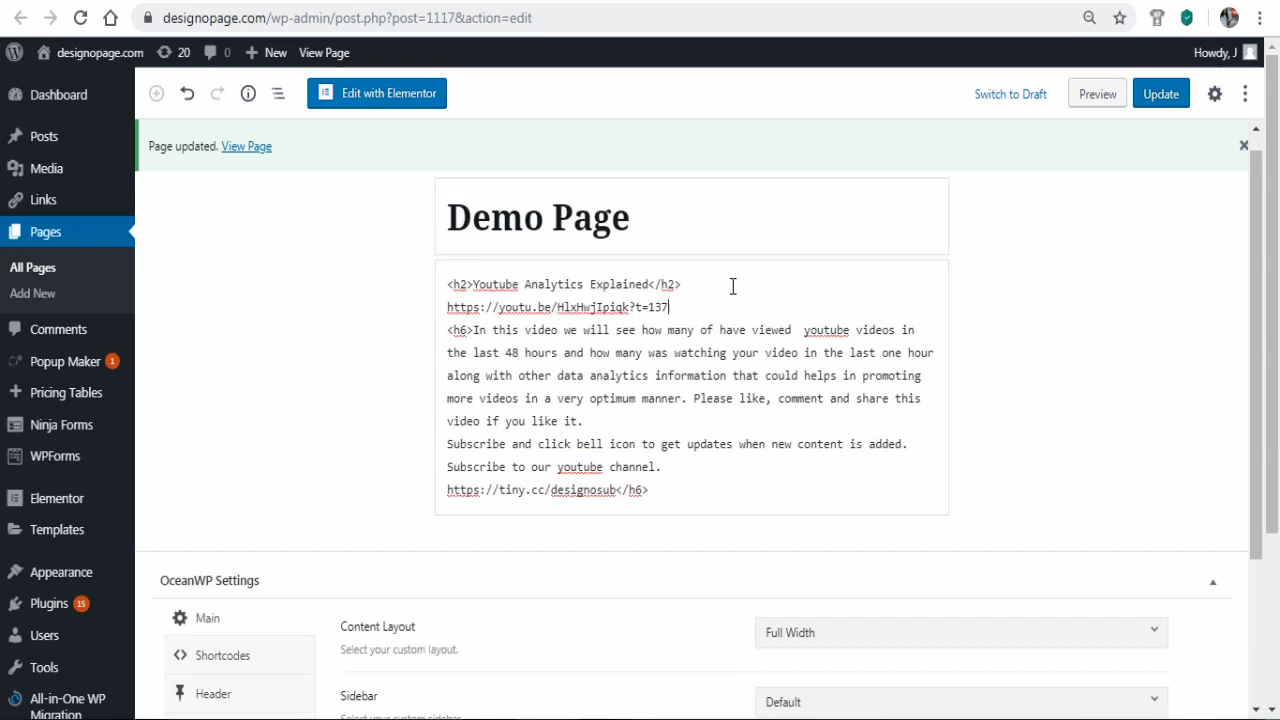 designopage.com/wp-admin/post.php?post=1117&action=edit
designopage.com 20 0 New View Page Howdy, J
Dashboard
Posts
Media
Links
Pages
All Pages
Add New
Comments
Popup Maker 1
Pricing Tables
Ninja Forms
WPForms
Elementor
Templates
Appearance
Plugins 15
Users
Tools
All-in-One WP
Migration
Edit with Elementor Switch to Draft Preview Update
Page updated. View Page
Demo Page
<h2>Youtube Analytics Explained</h2>
https://youtu.be/HlxHwjIpiqk?t=137
<h6>In this video we will see how many of have viewed youtube videos in
the last 48 hours and how many was watching your video in the last one hour
along with other data analytics information that could helps in promoting
more videos in a very optimum manner. Please like, comment and share this
video if you like it.
Subscribe and click bell icon to get updates when new content is added.
Subscribe to our youtube channel.
https://tiny.cc/designosub</h6>
OceanWP Settings
Main
Shortcodes
Header
Content Layout Full Width
Select your custom layout.
Sidebar Default
Select your custom sidebar.